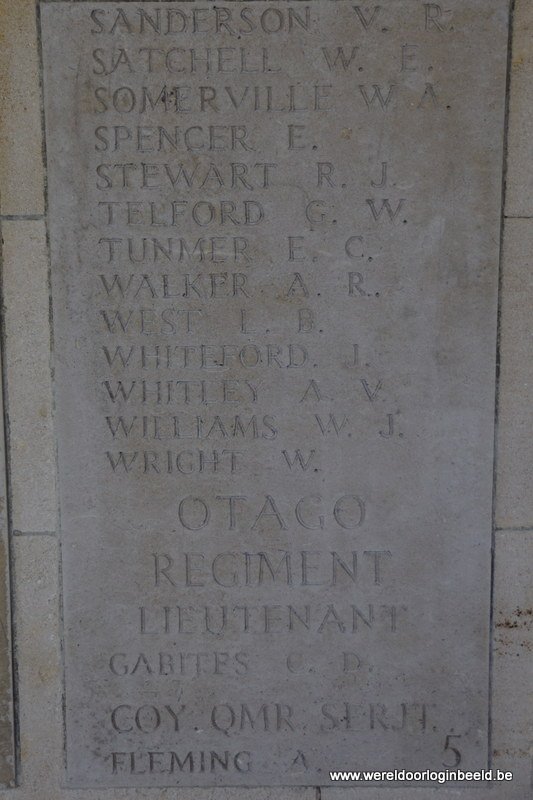 SANDERSON V. R.
SATCHELL W. E.
SOMERVILLE W. A.
SPENCER E.
STEWART R. J.
TELFORD G. W.
TUNMER E. C.
WALKER A. R.
WEST L. B.
WHITEFORD. J.
WHITLEY A. V.
WILLIAMS W. J.
WRIGHT W.
OTAGO
REGIMENT
LIEUTENANT
GABITES C. D.
COY. QMR. SERJT.
FLEMING A.
5
www.wereldoorloginbeeld.be